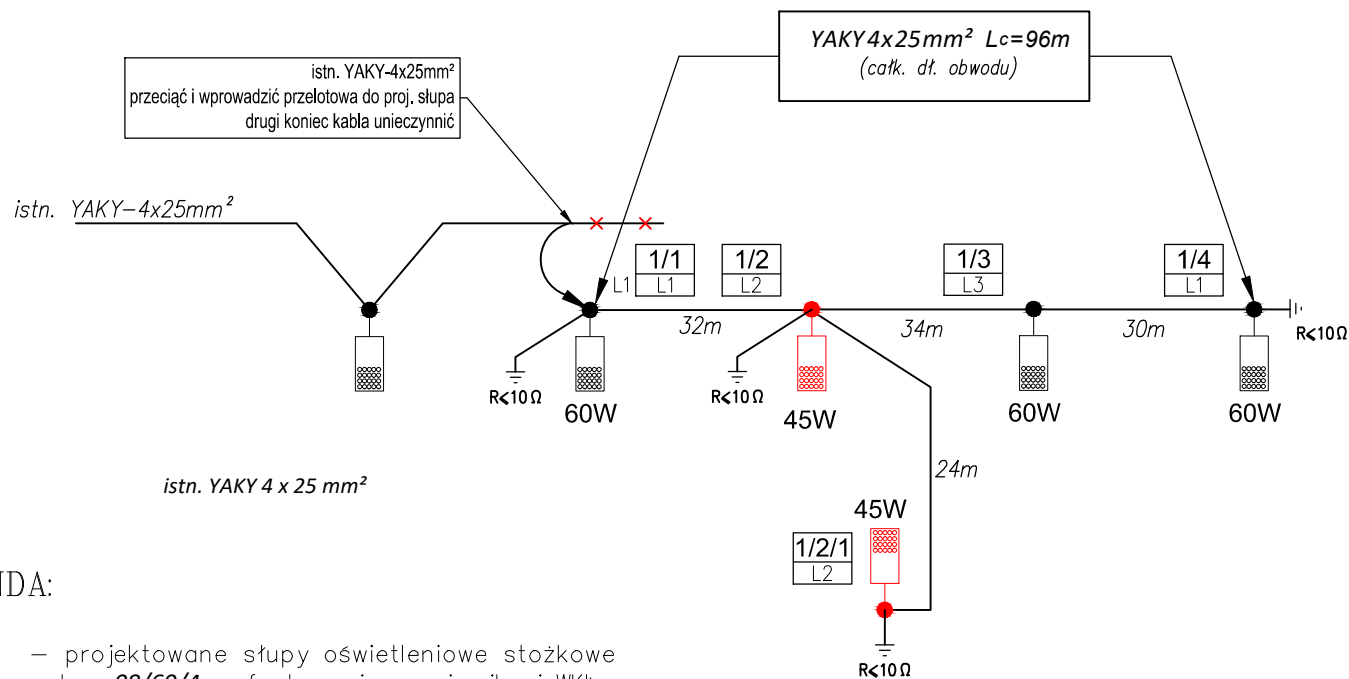 YAKY 4x25mm² Lc=96m
(całk. dł. obwodu)
istn. YAKY-4x25mm²
przeciąć i wprowadzić przelotowa do proj. słupa
drugi koniec kabla unieczynnić
istn. YAKY-4x25mm²
L1
1/1
L1
1/2
L2
1/3
L3
1/4
L1
32m
34m
30m
R<10Ω
R<10Ω
R<10Ω
60W
45W
60W
60W
24m
istn. YAKY 4 x 25 mm²
45W
1/2/1
L2
R<10Ω
NDA:
– projektowane słupy oświetleniowe stożkowe